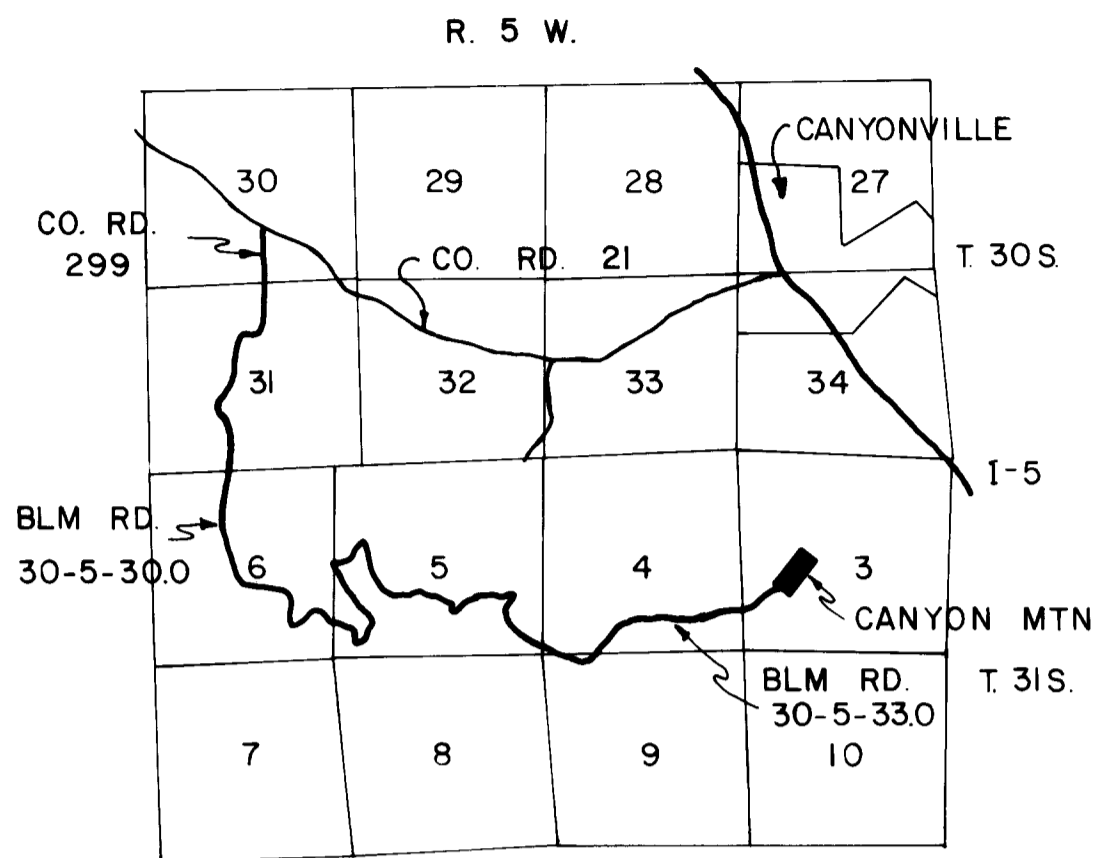 R. 5 W.
CANYONVILLE
30
29
28
27
CO. RD.
299
CO. RD. 21
T. 30S.
31
32
33
34
I-5
BLM RD.
30-5-30.0
6
5
4
3
CANYON MTN
BLM RD.
30-5-33.0
T. 31S.
7
8
9
10